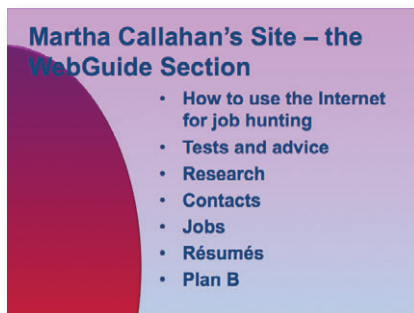 Martha Callahan's Site – the
WebGuide Section
• How to use the Internet
for job hunting
• Tests and advice
• Research
• Contacts
• Jobs
• Résumés
• Plan B